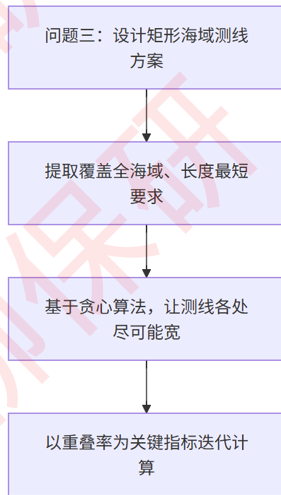 问题三：设计矩形海域测线
方案
提取覆盖全海域、长度最短
要求
基于贪心算法，让测线各处
尽可能宽
以重叠率为关键指标迭代计
算
保研